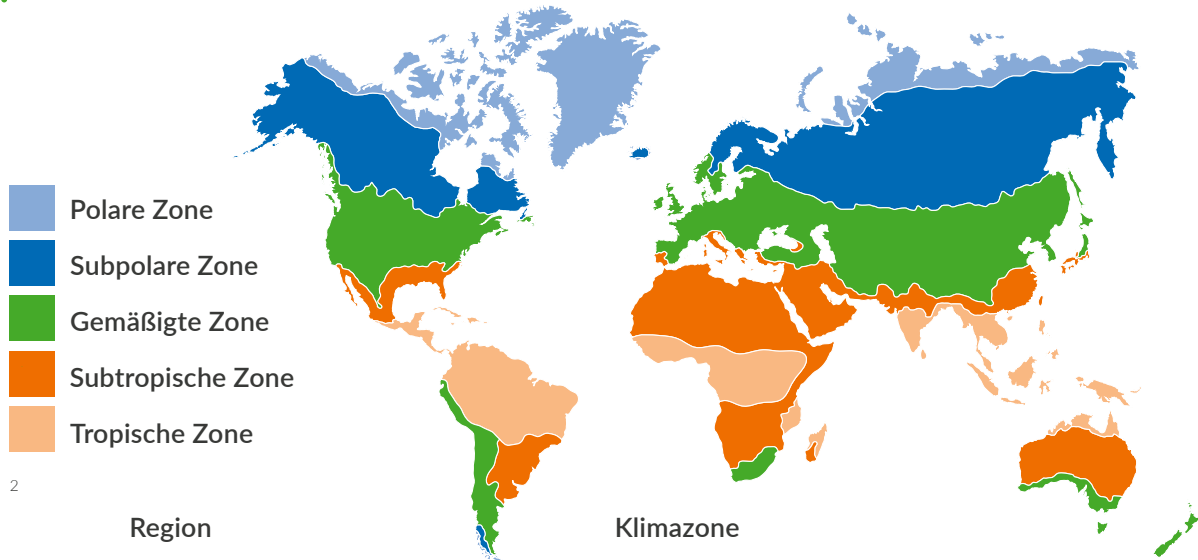 Polare Zone
Subpolare Zone
Gemäßigte Zone
Subtropische Zone
Tropische Zone
2
Region Klimazone